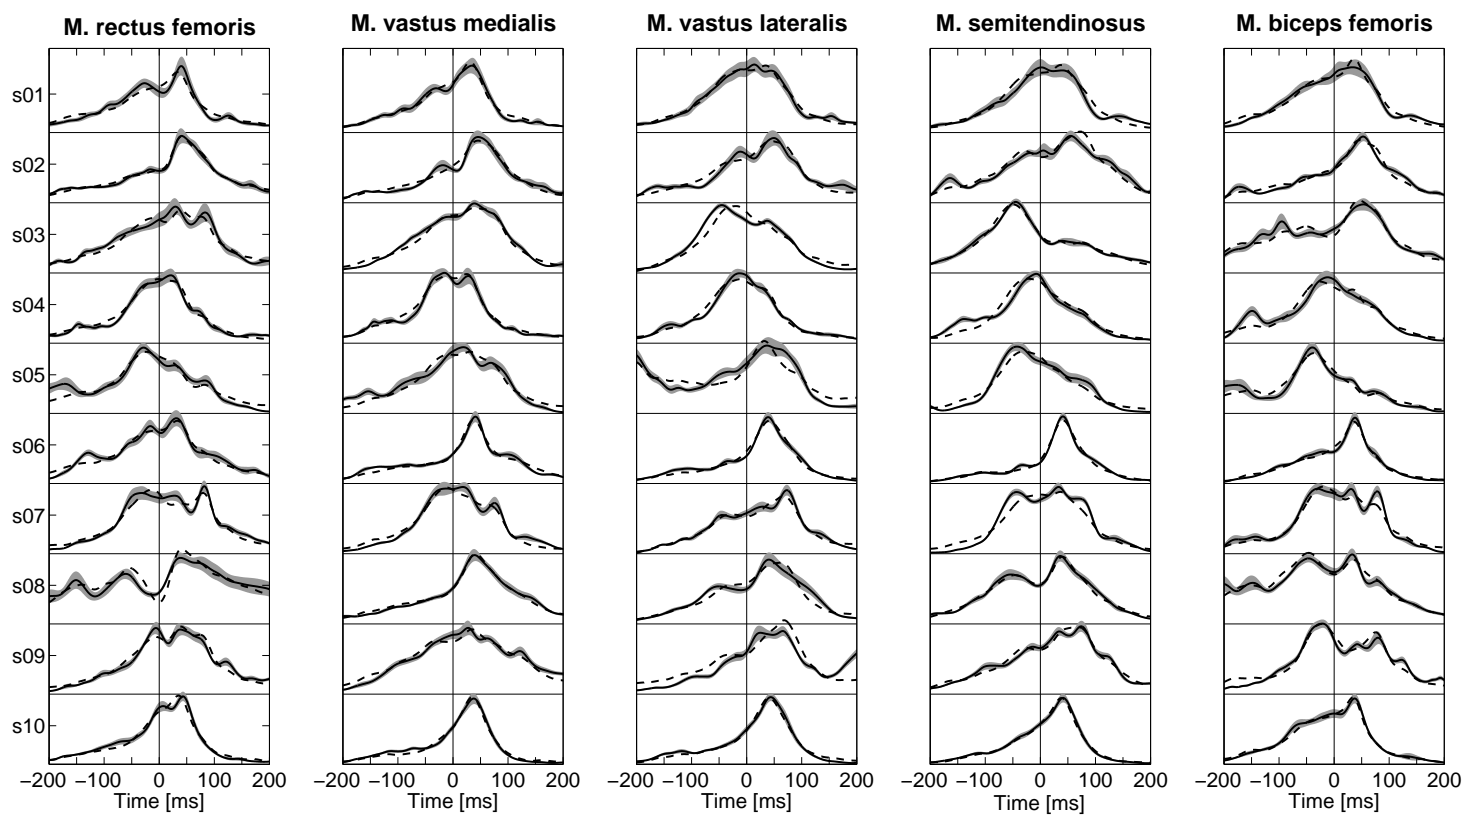 M. rectus femoris M. vastus medialis M. vastus lateralis M. semitendinosus M. biceps femoris
s01
s02
s03
s04
s05
s06
s07
s08
s09
s10
−200 −100 0 100 200 −200 −100 0 100 200 −200 −100 0 100 200 −200 −100 0 100 200 −200 −100 0 100 200
Time [ms] Time [ms] Time [ms] Time [ms] Time [ms]